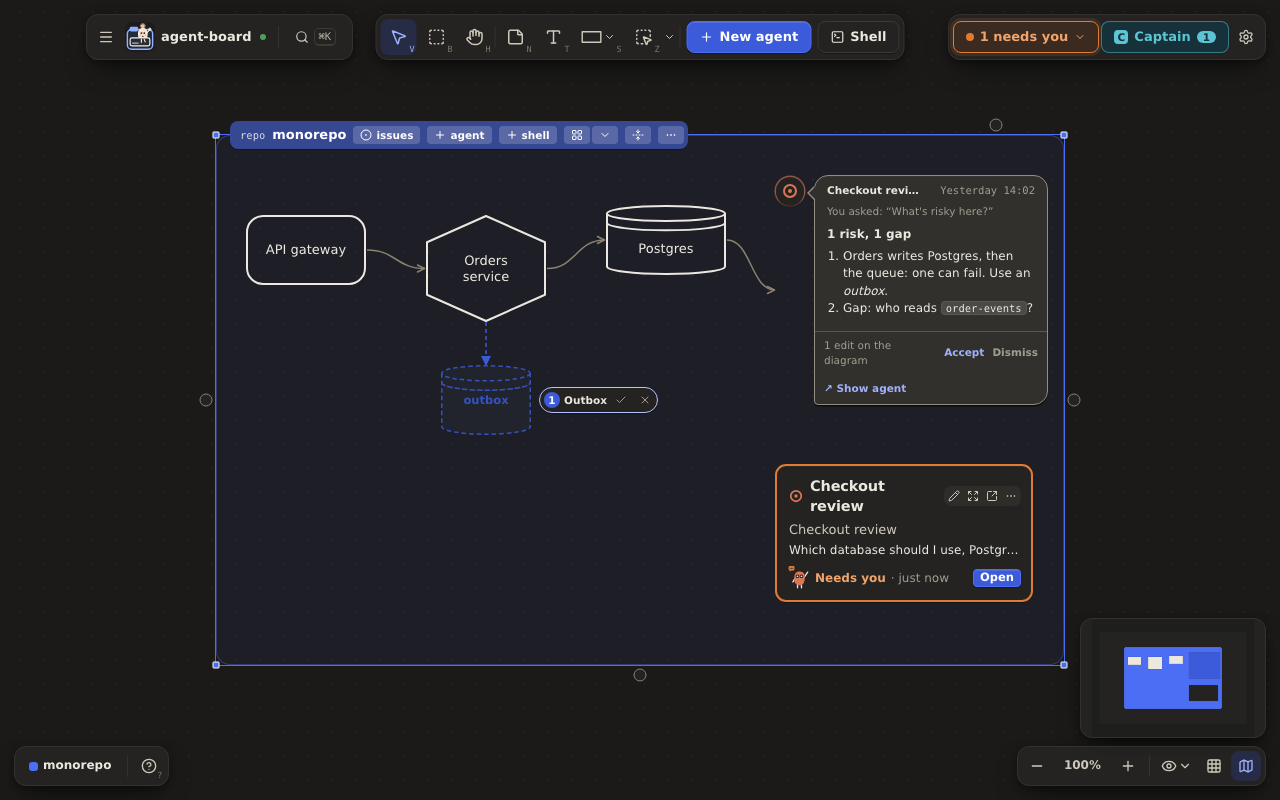 agent-board
⌘K
V
B
H
N
T
S
Z
+ New agent
Shell
1 needs you
C Captain 1
repo monorepo
issues
+ agent
+ shell
Checkout revi… Yesterday 14:02
You asked: “What's risky here?”
1 risk, 1 gap
1. Orders writes Postgres, then
the queue: one can fail. Use an
outbox.
2. Gap: who reads order-events?
1 edit on the
diagram
Accept Dismiss
↗ Show agent
API gateway
Orders
service
Postgres
outbox
1 Outbox
Checkout
review
Checkout review
Which database should I use, Postgr…
Needs you · just now
Open
monorepo
?
100%